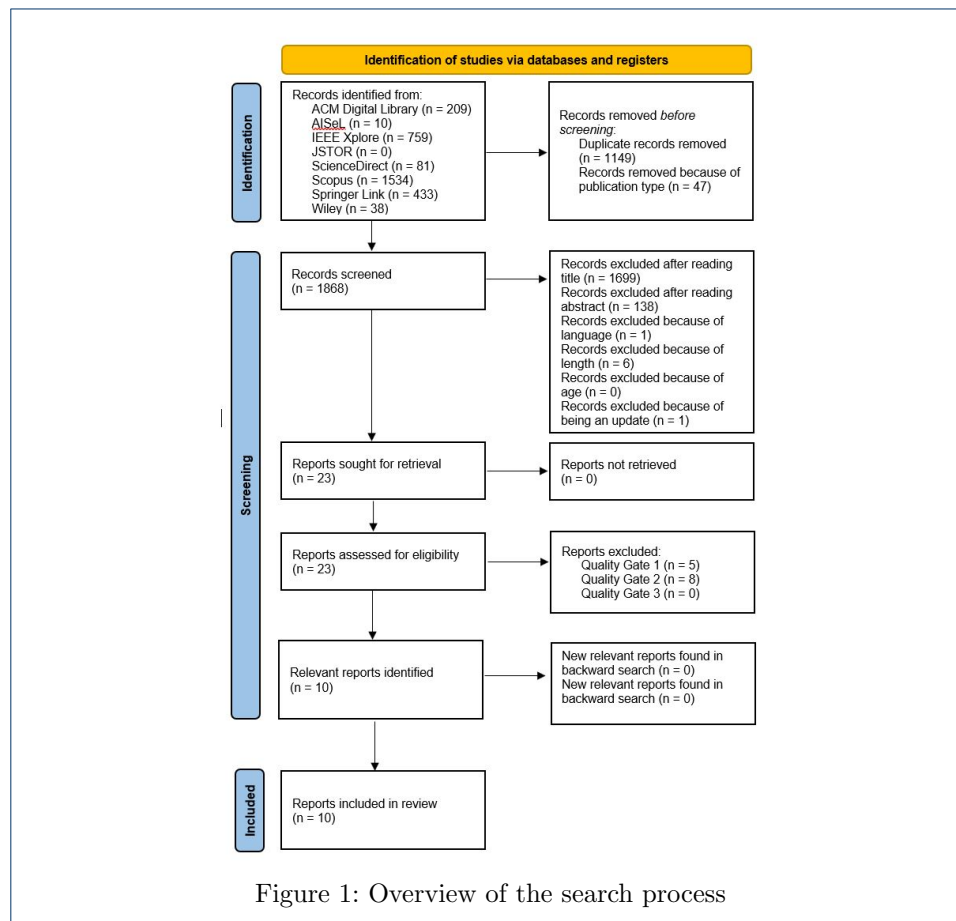 Identification of studies via databases and registers
Identification
Records identified from:
ACM Digital Library (n = 209)
AISeL (n = 10)
IEEE Xplore (n = 759)
JSTOR (n = 0)
ScienceDirect (n = 81)
Scopus (n = 1534)
Springer Link (n = 433)
Wiley (n = 38)
Records removed before
screening:
Duplicate records removed
(n = 1149)
Records removed because of
publication type (n = 47)
Screening
Records screened
(n = 1868)
Records excluded after reading
title (n = 1699)
Records excluded after reading
abstract (n = 138)
Records excluded because of
language (n = 1)
Records excluded because of
length (n = 6)
Records excluded because of
age (n = 0)
Records excluded because of
being an update (n = 1)
Reports sought for retrieval
(n = 23)
Reports not retrieved
(n = 0)
Reports assessed for eligibility
(n = 23)
Reports excluded:
Quality Gate 1 (n = 5)
Quality Gate 2 (n = 8)
Quality Gate 3 (n = 0)
Relevant reports identified
(n = 10)
New relevant reports found in
backward search (n = 0)
New relevant reports found in
backward search (n = 0)
Included
Reports included in review
(n = 10)
Figure 1: Overview of the search process